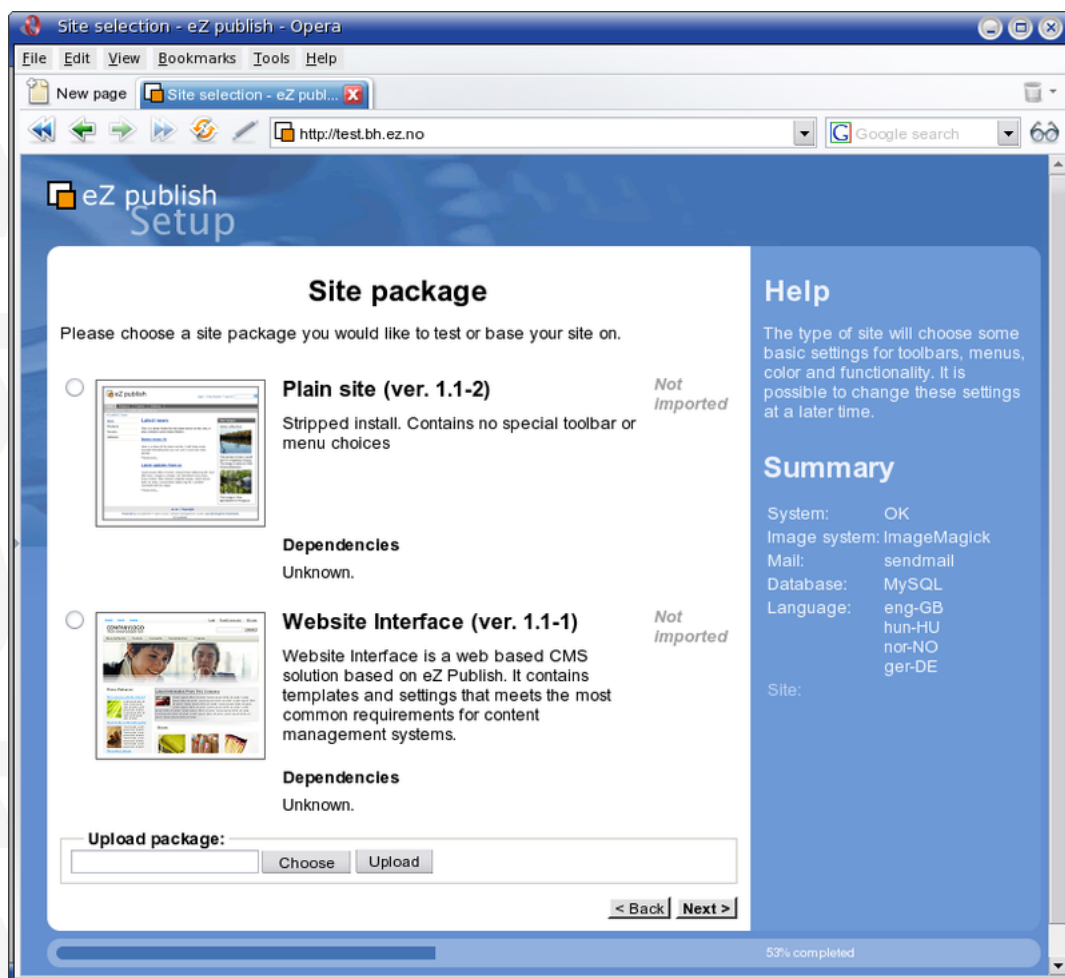 Site selection - eZ publish - Opera
File Edit View Bookmarks Tools Help
New page
Site selection - eZ publ...
http://test.bh.ez.no
G Google search
eZ publish
Setup
Site package
Please choose a site package you would like to test or base your site on.
Plain site (ver. 1.1-2)
Not
imported
Stripped install. Contains no special toolbar or
menu choices
eZ publish
Latest news
Dependencies
Unknown.
Website Interface (ver. 1.1-1)
Not
imported
Website Interface is a web based CMS
solution based on eZ Publish. It contains
templates and settings that meets the most
common requirements for content
management systems.
COMPANYLOGO
Dependencies
Unknown.
Upload package:
Choose
Upload
< Back
Next >
Help
The type of site will choose some
basic settings for toolbars, menus,
color and functionality. It is
possible to change these settings
at a later time.
Summary
System: OK
Image system: ImageMagick
Mail: sendmail
Database: MySQL
Language: eng-GB
hun-HU
nor-NO
ger-DE
Site:
53% completed